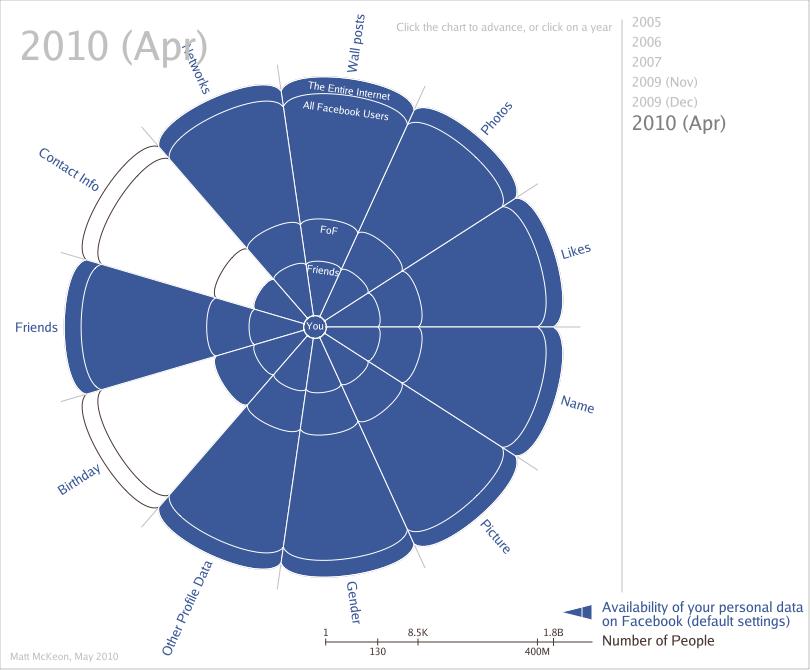 2010 (Apr)
Click the chart to advance, or click on a year
2005
2006
2007
2009 (Nov)
2009 (Dec)
2010 (Apr)
Networks
Wall posts
Photos
Likes
Name
Picture
Gender
Other Profile Data
Birthday
Friends
Contact Info
The Entire Internet
All Facebook Users
FoF
Friends
You
Availability of your personal data
on Facebook (default settings)
Number of People
1
8.5K
1.8B
130
400M
Matt McKeon, May 2010